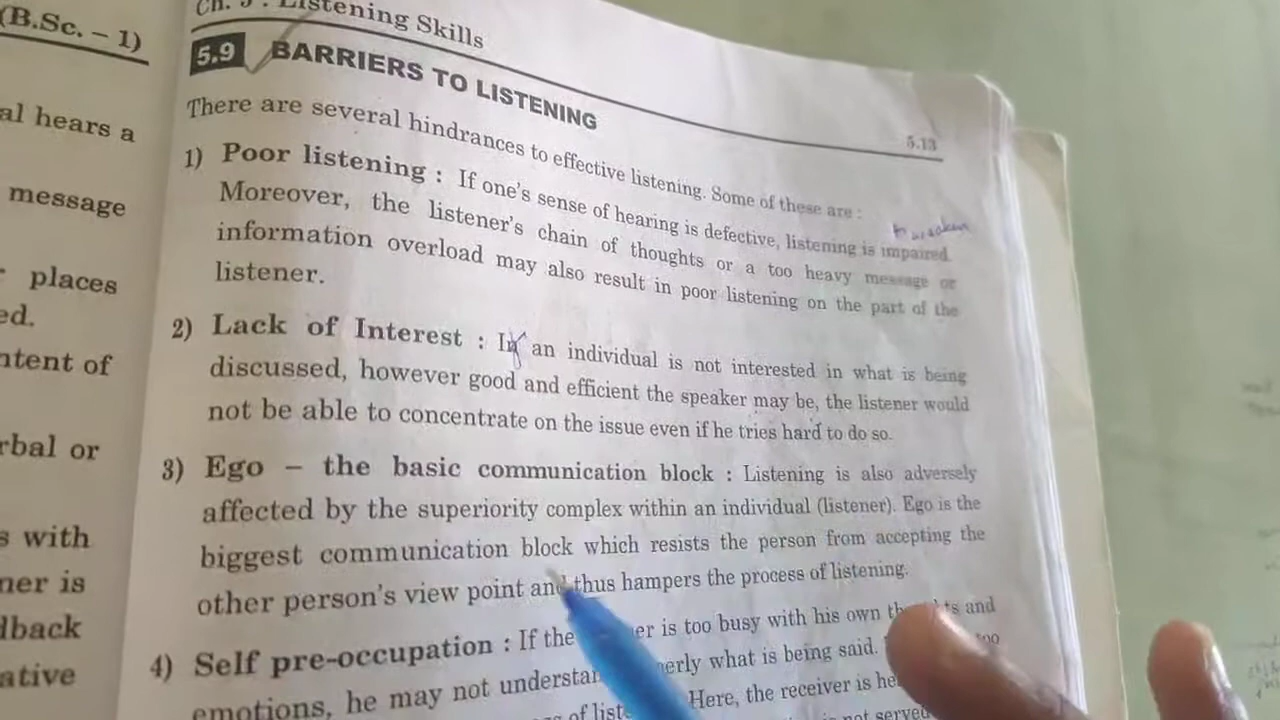 (B.Sc. – 1)
al hears a
message
places
ed.
ntent of
rbal or
s with
ner is
dback
ative
Listening Skills
5.9 BARRIERS TO LISTENING
5.13
There are several hindrances to effective listening. Some of these are :
1) Poor listening : If one's sense of hearing is defective, listening is impaired.
Moreover, the listener's chain of thoughts or a too heavy message or
information overload may also result in poor listening on the part of the
listener.
2) Lack of Interest : If an individual is not interested in what is being
discussed, however good and efficient the speaker may be, the listener would
not be able to concentrate on the issue even if he tries hard to do so.
3) Ego – the basic communication block : Listening is also adversely
affected by the superiority complex within an individual (listener). Ego is the
biggest communication block which resists the person from accepting the
other person's view point and thus hampers the process of listening.
4) Self pre-occupation : If the er is too busy with his own and
emotions, he may not understa erly what is being said. too
of list Here, the receiver is he
is not served